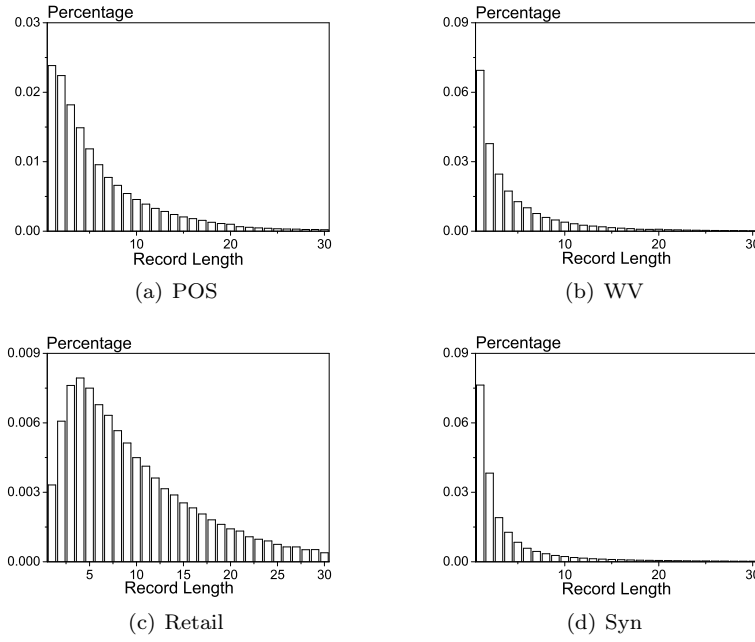 Percentage
0.03
0.02
0.01
0.00
10 20 30
Record Length
(a) POS
Percentage
0.09
0.06
0.03
0.00
10 20 30
Record Length
(b) WV
Percentage
0.009
0.006
0.003
0.000
5 10 15 20 25 30
Record Length
(c) Retail
Percentage
0.09
0.06
0.03
0.00
10 20 30
Record Length
(d) Syn